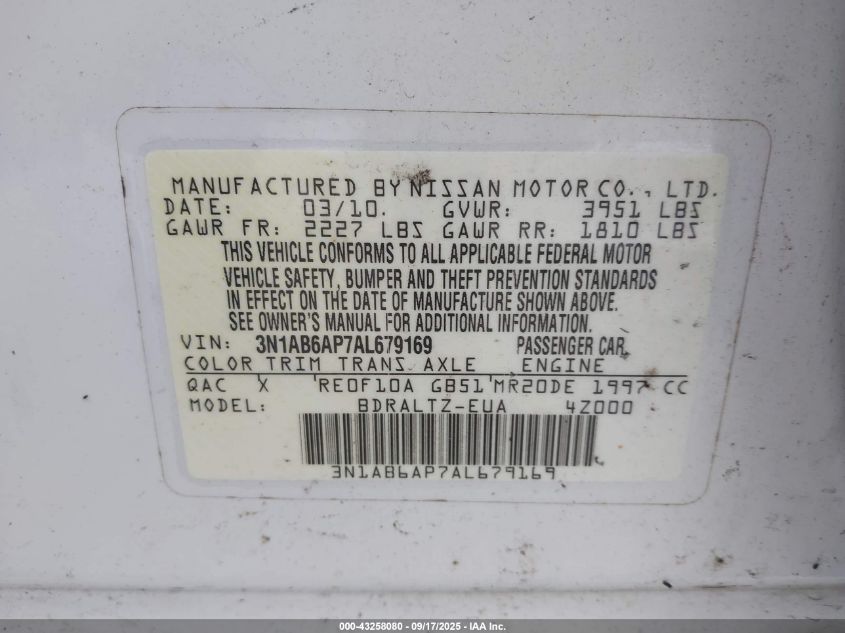 MANUFACTURED BY NISSAN MOTOR CO., LTD.
DATE: 03/10. GVWR: 3951 LBS
GAWR FR: 2227 LBS GAWR RR: 1810 LBS
THIS VEHICLE CONFORMS TO ALL APPLICABLE FEDERAL MOTOR
VEHICLE SAFETY, BUMPER AND THEFT PREVENTION STANDARDS
IN EFFECT ON THE DATE OF MANUFACTURE SHOWN ABOVE.
SEE OWNER'S MANUAL FOR ADDITIONAL INFORMATION.
VIN: 3N1AB6AP7AL679169 PASSENGER CAR
COLOR TRIM TRANS AXLE ENGINE
QAC X RE0F10A GB51 MR20DE 1997 CC
MODEL: BDRALTZ-EUA 4Z000
3N1AB6AP7AL679169
000-43258080 - 09/17/2025 - IAA Inc.